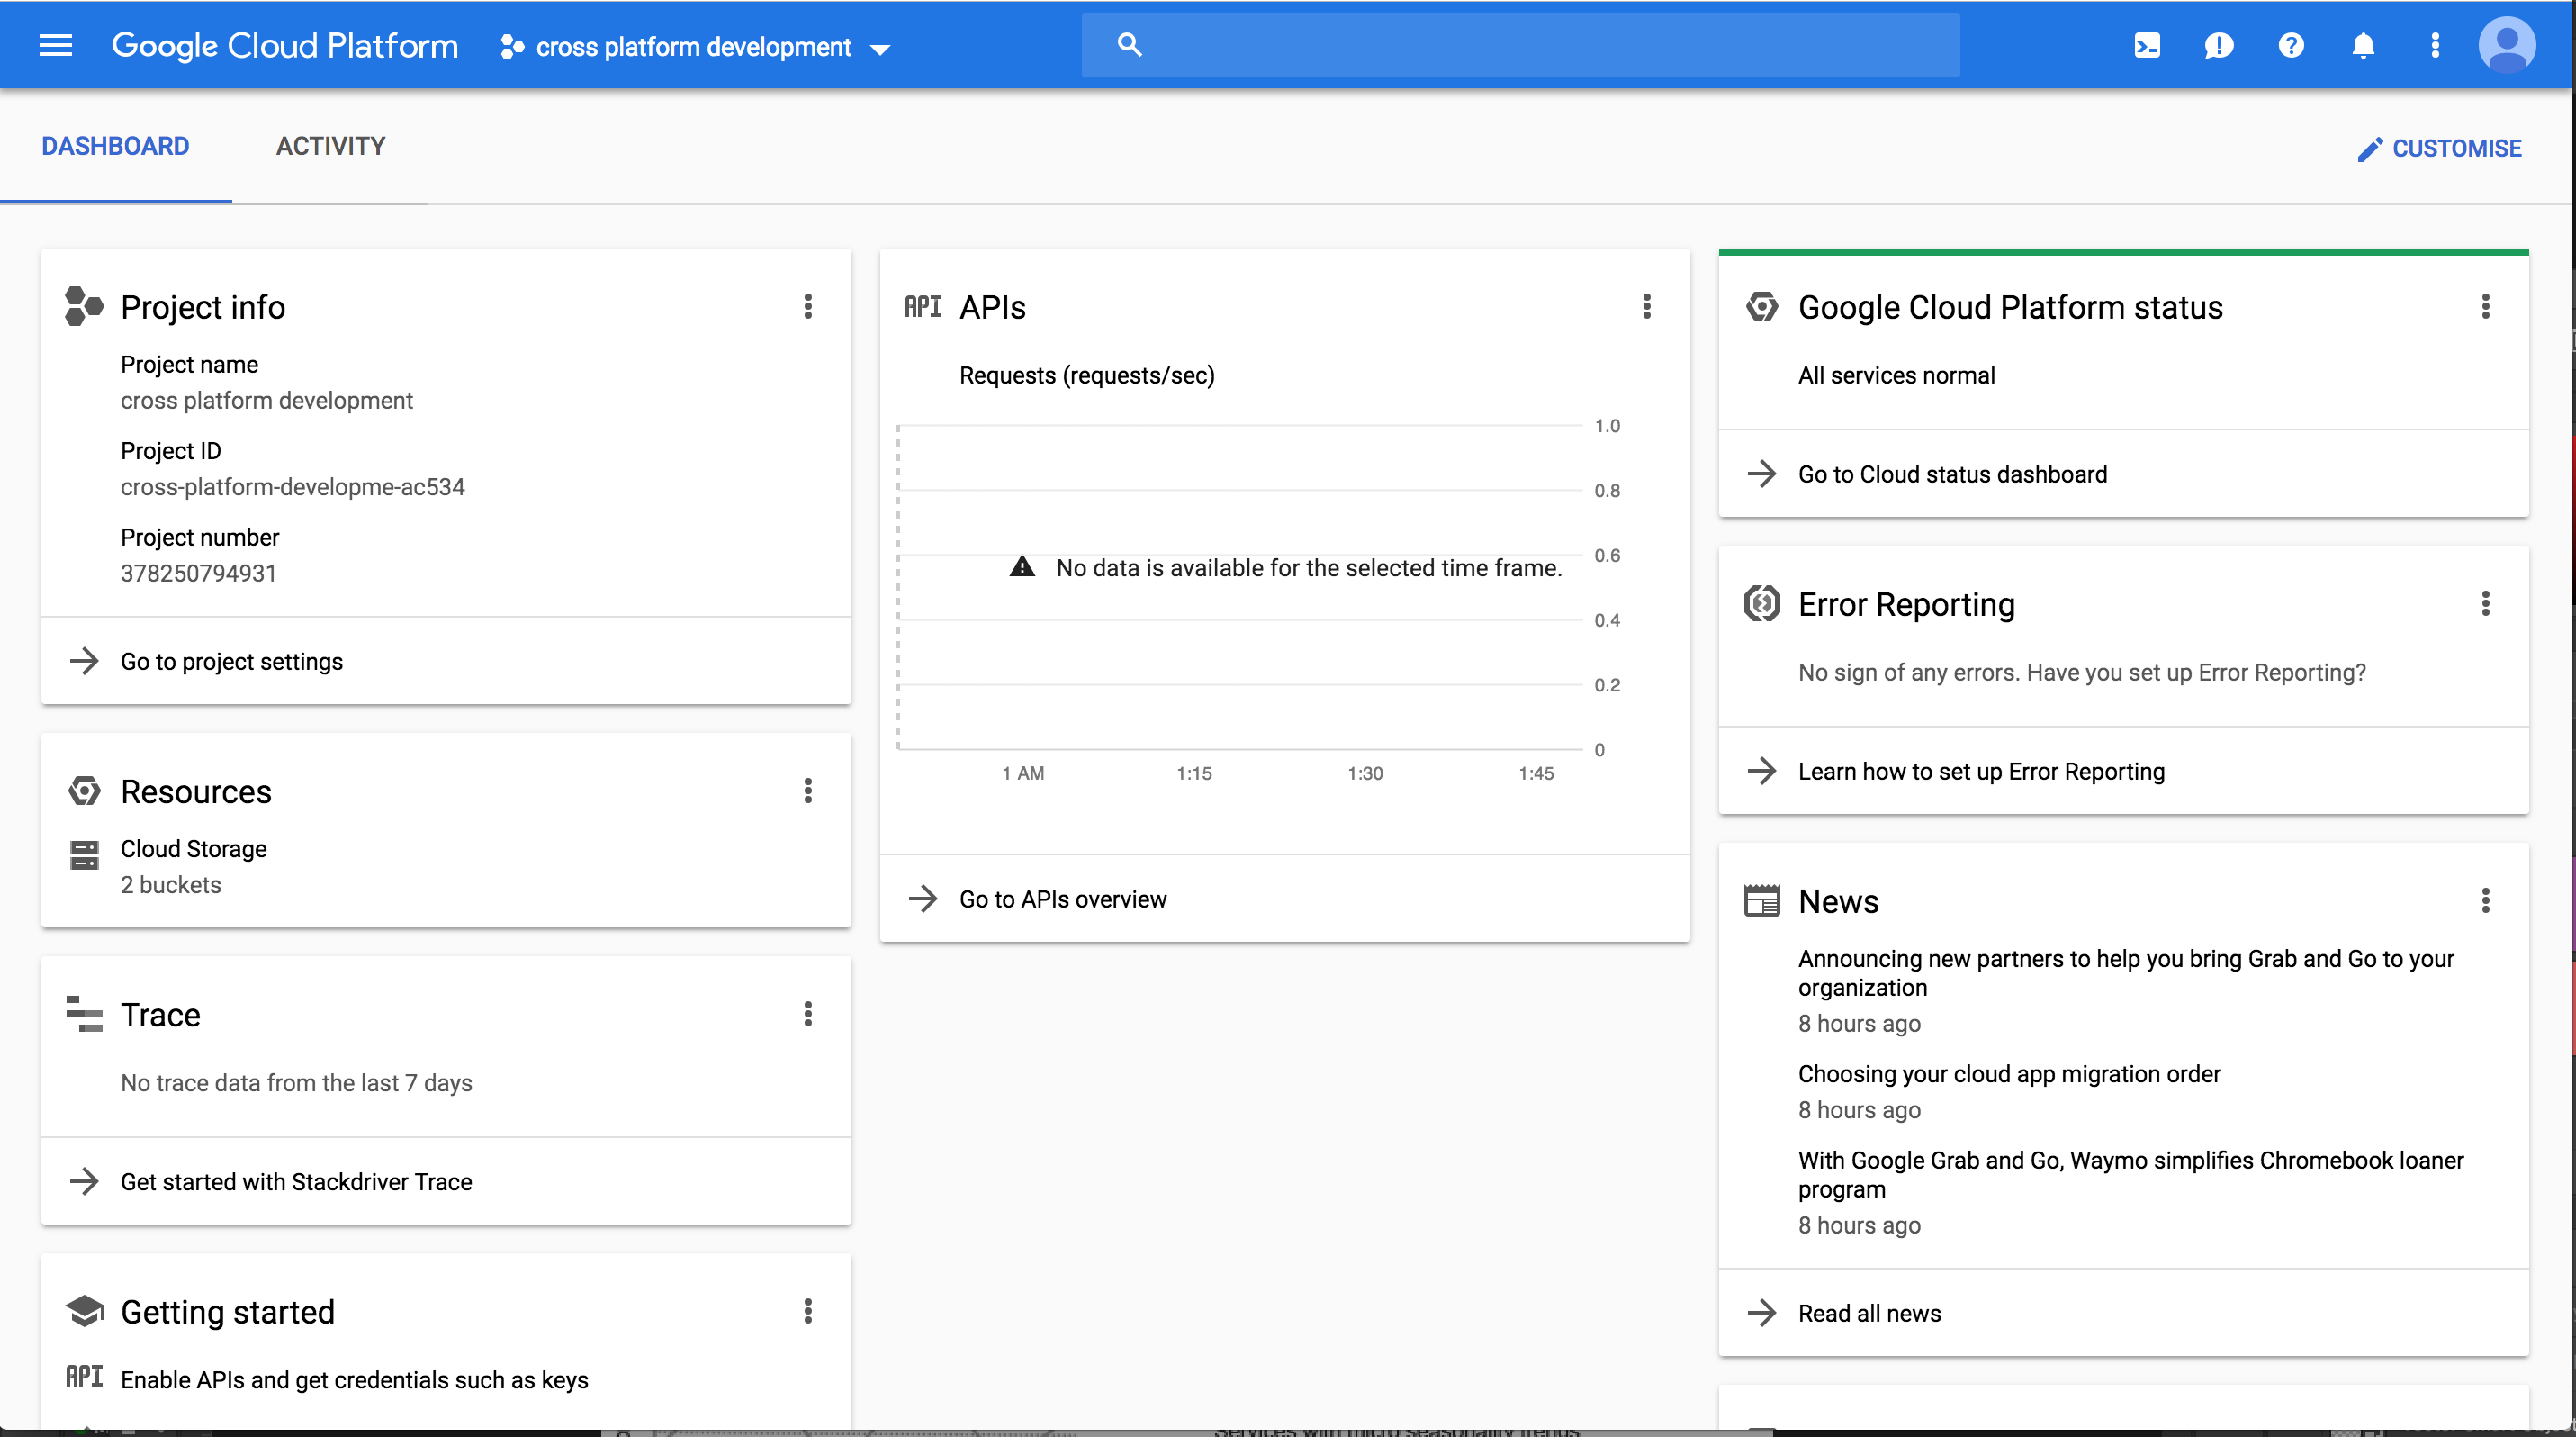 Google Cloud Platform
cross platform development
DASHBOARD
ACTIVITY
CUSTOMISE
Project info
Project name
cross platform development
Project ID
cross-platform-developme-ac534
Project number
378250794931
Go to project settings
Resources
Cloud Storage
2 buckets
Trace
No trace data from the last 7 days
Get started with Stackdriver Trace
Getting started
API Enable APIs and get credentials such as keys
API APIs
Requests (requests/sec)
1.0
0.8
0.6
No data is available for the selected time frame.
0.4
0.2
0
1 AM 1:15 1:30 1:45
Go to APIs overview
Google Cloud Platform status
All services normal
Go to Cloud status dashboard
Error Reporting
No sign of any errors. Have you set up Error Reporting?
Learn how to set up Error Reporting
News
Announcing new partners to help you bring Grab and Go to your
organization
8 hours ago
Choosing your cloud app migration order
8 hours ago
With Google Grab and Go, Waymo simplifies Chromebook loaner
program
8 hours ago
Read all news
Services with micro seasonality trends